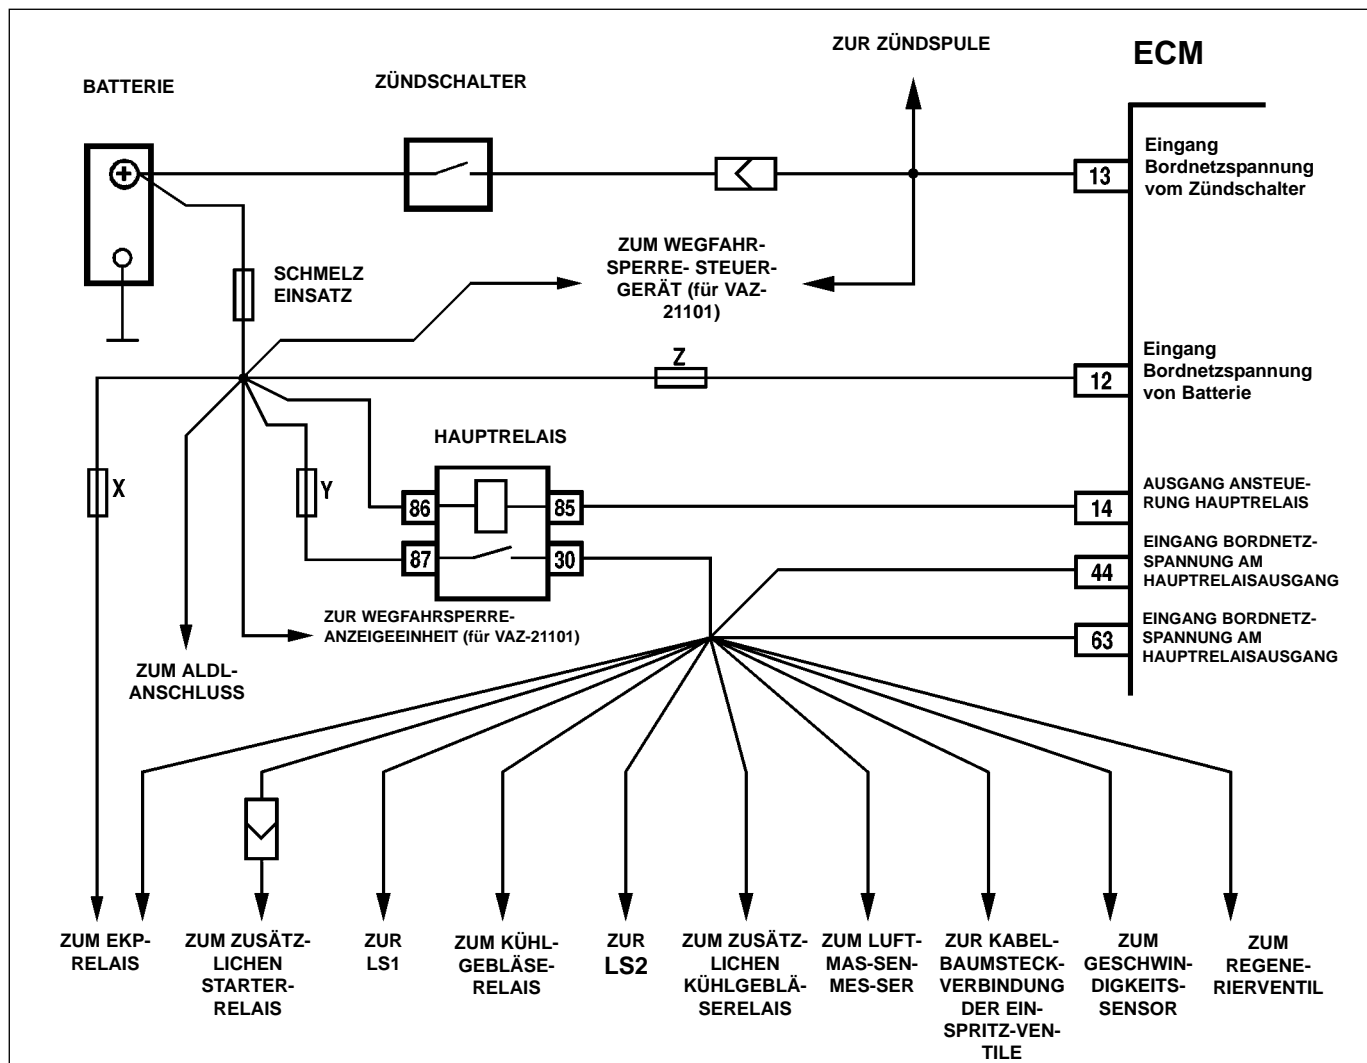 ZUR ZÜNDSPULE
ECM
BATTERIE
ZÜNDSCHALTER
Eingang
Bordnetzspannung
vom Zündschalter
13
ZUM WEGFAHR-
SPERRE- STEUER-
GERÄT (für VAZ-
21101)
SCHMELZ
EINSATZ
Z
12
Eingang
Bordnetzspannung
von Batterie
HAUPTRELAIS
X
Y
86
85
14
AUSGANG ANSTEUE-
RUNG HAUPTRELAIS
87
30
44
EINGANG BORDNETZ-
SPANNUNG AM
HAUPTRELAISAUSGANG
ZUR WEGFAHRSPERRE-
ANZEIGEEINHEIT (für VAZ-21101)
63
EINGANG BORDNETZ-
SPANNUNG AM
HAUPTRELAISAUSGANG
ZUM ALDL-
ANSCHLUSS
ZUM EKP-
RELAIS
ZUM ZUSÄTZ-
LICHEN
STARTER-
RELAIS
ZUR
LS1
ZUM KÜHL-
GEBLÄSE-
RELAIS
ZUR
LS2
ZUM ZUSÄTZ-
LICHEN
KÜHLGEBLÄ-
SERELAIS
ZUM LUFT-
MAS-SEN-
MES-SER
ZUR KABEL-
BAUMSTECK-
VERBINDUNG
DER EIN-
SPRITZ-VEN-
TILE
ZUM
GESCHWIN-
DIGKEITS-
SENSOR
ZUM
REGENE-
RIERVENTIL